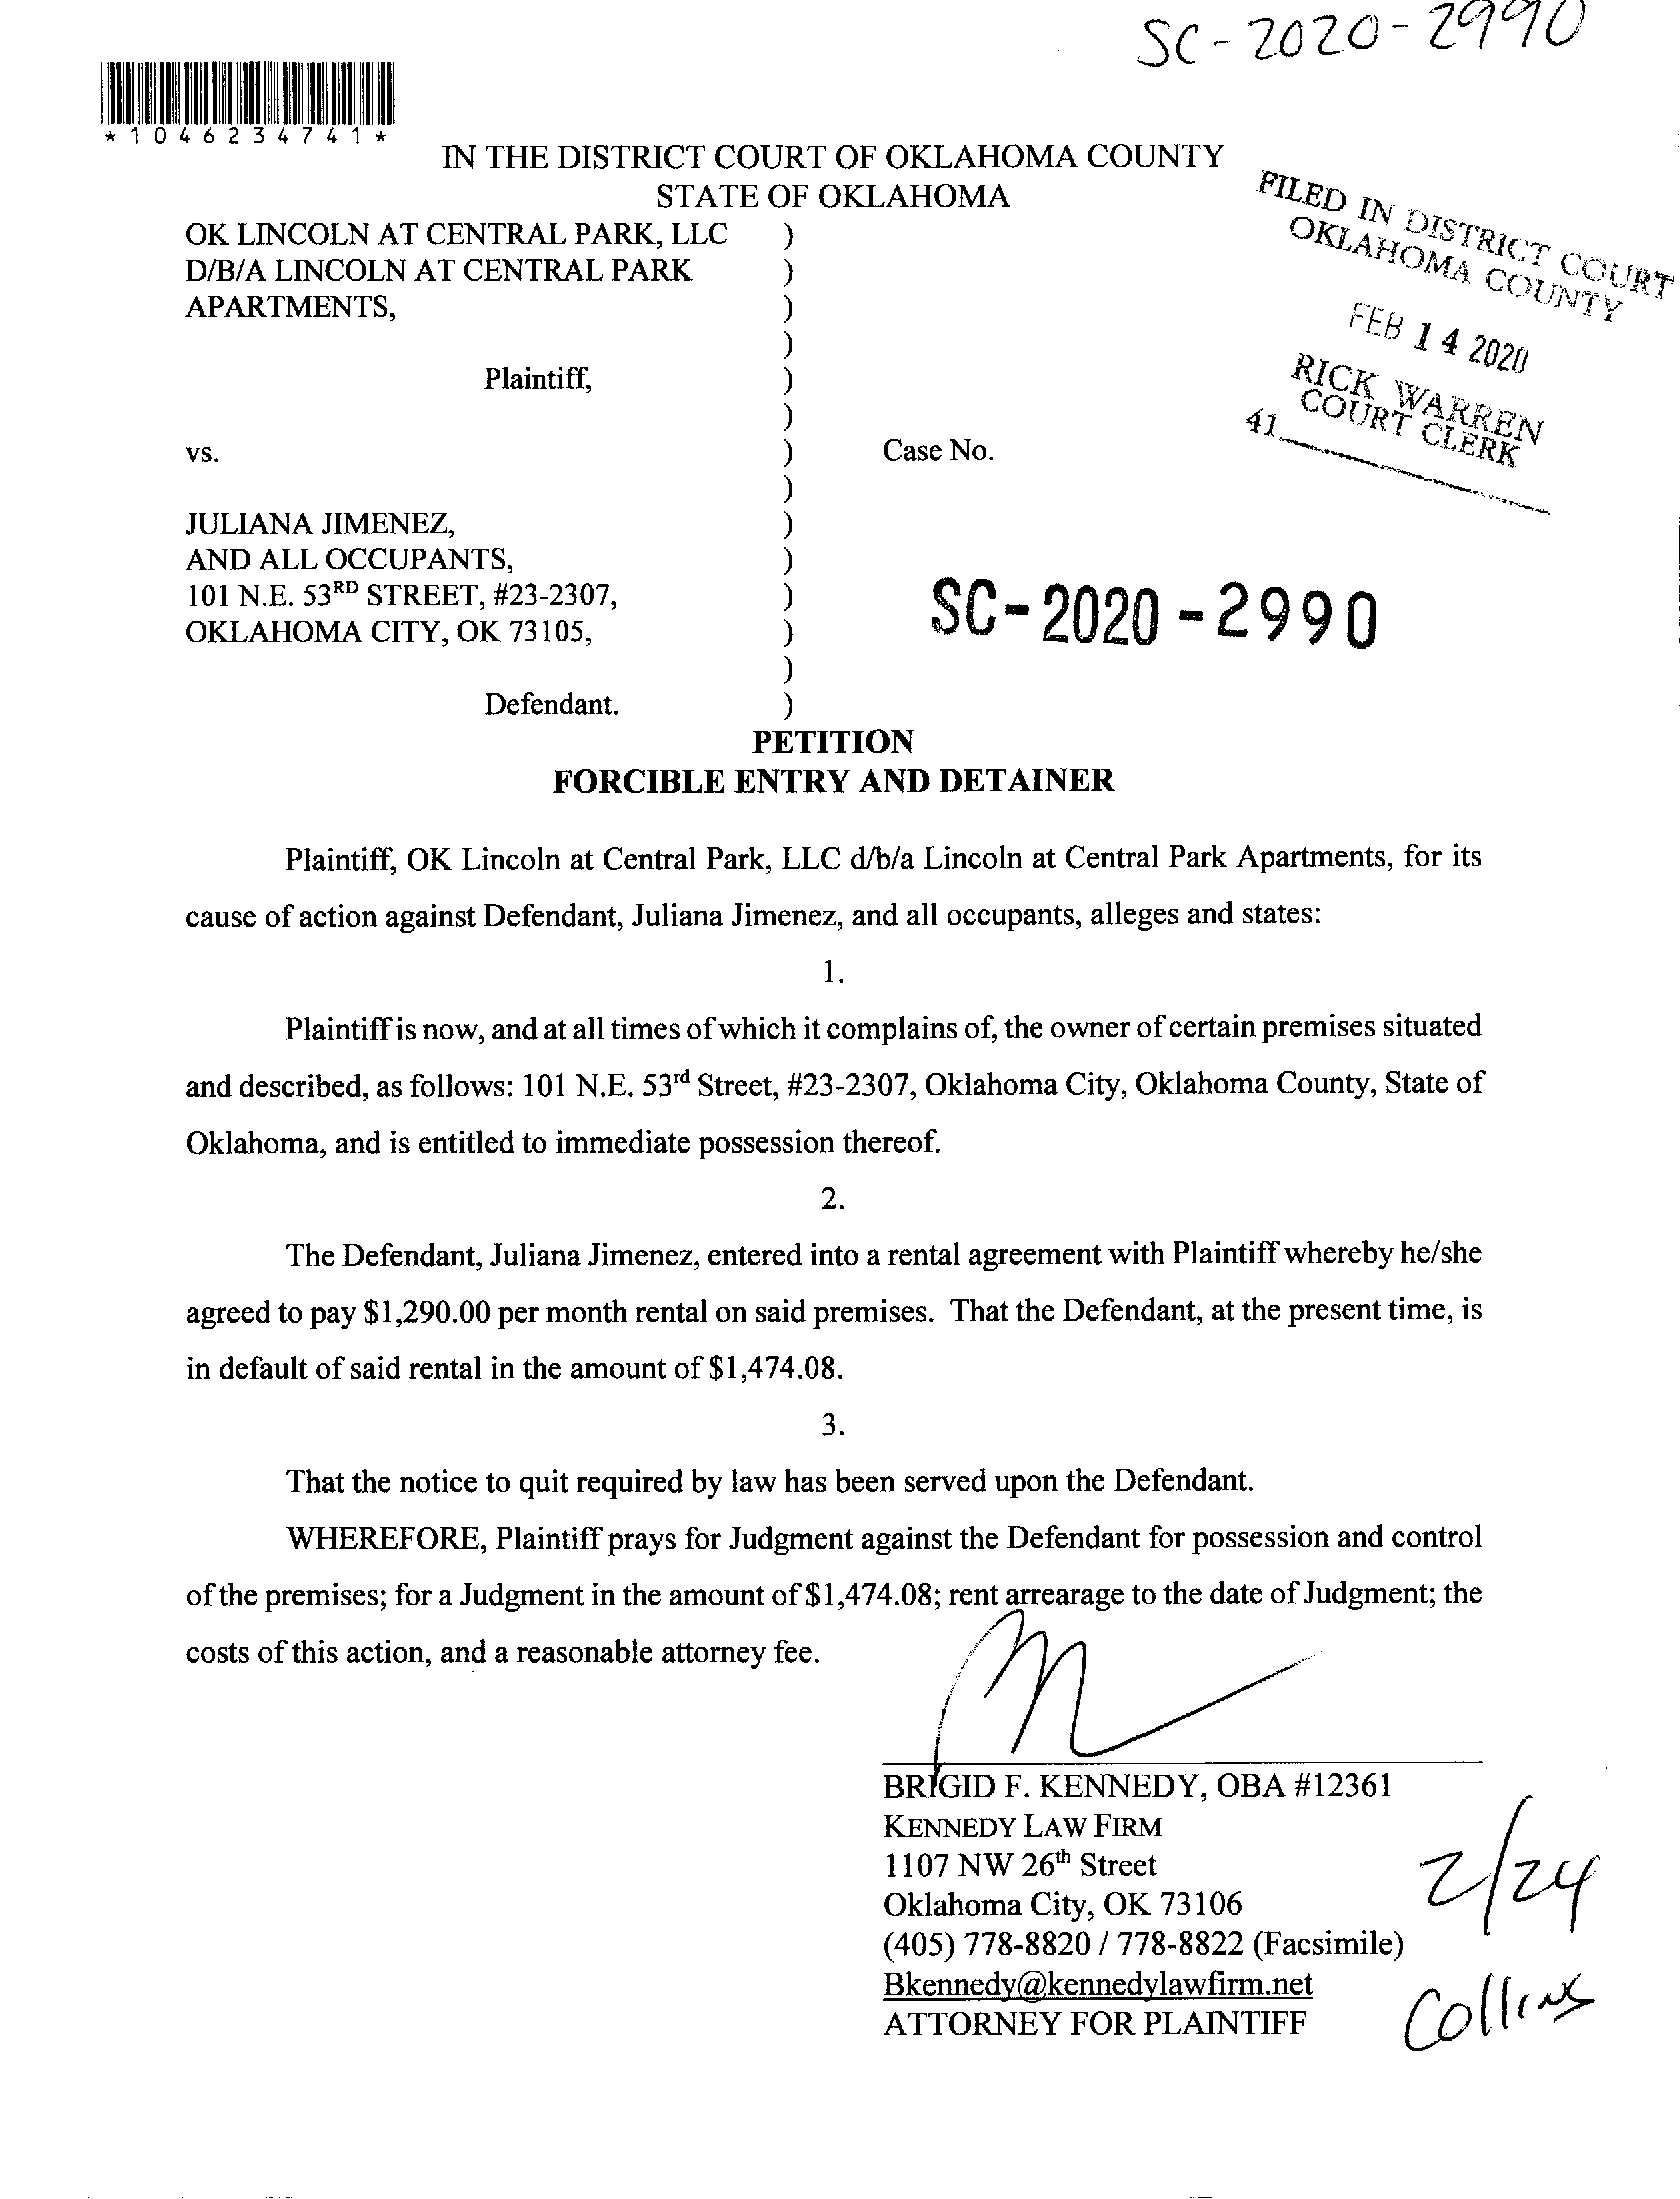 SC-2020-2990
*1046234741*
IN THE DISTRICT COURT OF OKLAHOMA COUNTY
STATE OF OKLAHOMA
FILED IN DISTRICT COURT
OKLAHOMA COUNTY
FEB 14 2020
RICK WARREN
COURT CLERK
41
OK LINCOLN AT CENTRAL PARK, LLC )
D/B/A LINCOLN AT CENTRAL PARK )
APARTMENTS, )
)
Plaintiff, )
)
vs. ) Case No.
)
JULIANA JIMENEZ, )
AND ALL OCCUPANTS, )
101 N.E. 53RD STREET, #23-2307, ) SC-2020-2990
OKLAHOMA CITY, OK 73105, )
)
Defendant. )
PETITION
FORCIBLE ENTRY AND DETAINER
Plaintiff, OK Lincoln at Central Park, LLC d/b/a Lincoln at Central Park Apartments, for its
cause of action against Defendant, Juliana Jimenez, and all occupants, alleges and states:
1.
Plaintiff is now, and at all times of which it complains of, the owner of certain premises situated
and described, as follows: 101 N.E. 53rd Street, #23-2307, Oklahoma City, Oklahoma County, State of
Oklahoma, and is entitled to immediate possession thereof.
2.
The Defendant, Juliana Jimenez, entered into a rental agreement with Plaintiff whereby he/she
agreed to pay $1,290.00 per month rental on said premises. That the Defendant, at the present time, is
in default of said rental in the amount of $1,474.08.
3.
That the notice to quit required by law has been served upon the Defendant.
WHEREFORE, Plaintiff prays for Judgment against the Defendant for possession and control
of the premises; for a Judgment in the amount of $1,474.08; rent arrearage to the date of Judgment; the
costs of this action, and a reasonable attorney fee.
BRIGID F. KENNEDY, OBA #12361
KENNEDY LAW FIRM
1107 NW 26th Street
Oklahoma City, OK 73106
(405) 778-8820 / 778-8822 (Facsimile)
Bkennedy@kennedylawfirm.net
ATTORNEY FOR PLAINTIFF
2/24
Collins